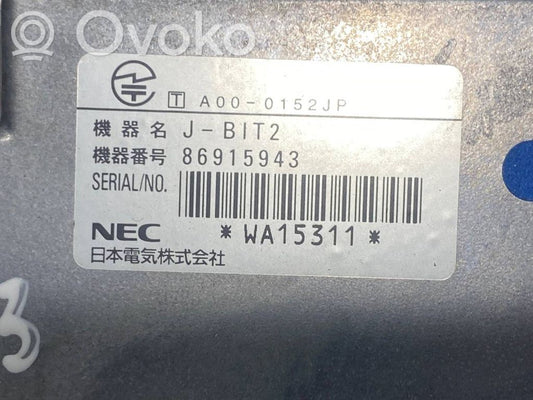 Ovoko
T A00-0152JP
機器名 J-BIT2
機器番号 86915943
SERIAL/NO.
*WA15311*
NEC
日本電気株式会社
3